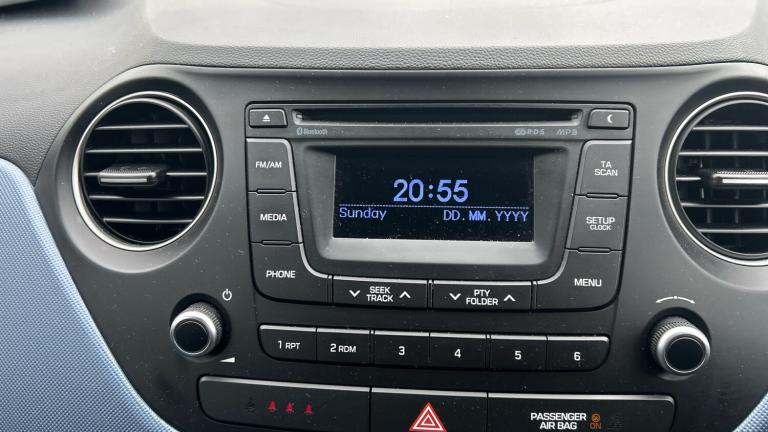 Bluetooth
R·D·S MP3
FM/AM
TA
SCAN
20:55
Sunday DD.MM.YYYY
MEDIA
SETUP
CLOCK
PHONE
SEEK
TRACK
PTY
FOLDER
MENU
1 RPT
2 RDM
3
4
5
6
PASSENGER
AIR BAG
ON